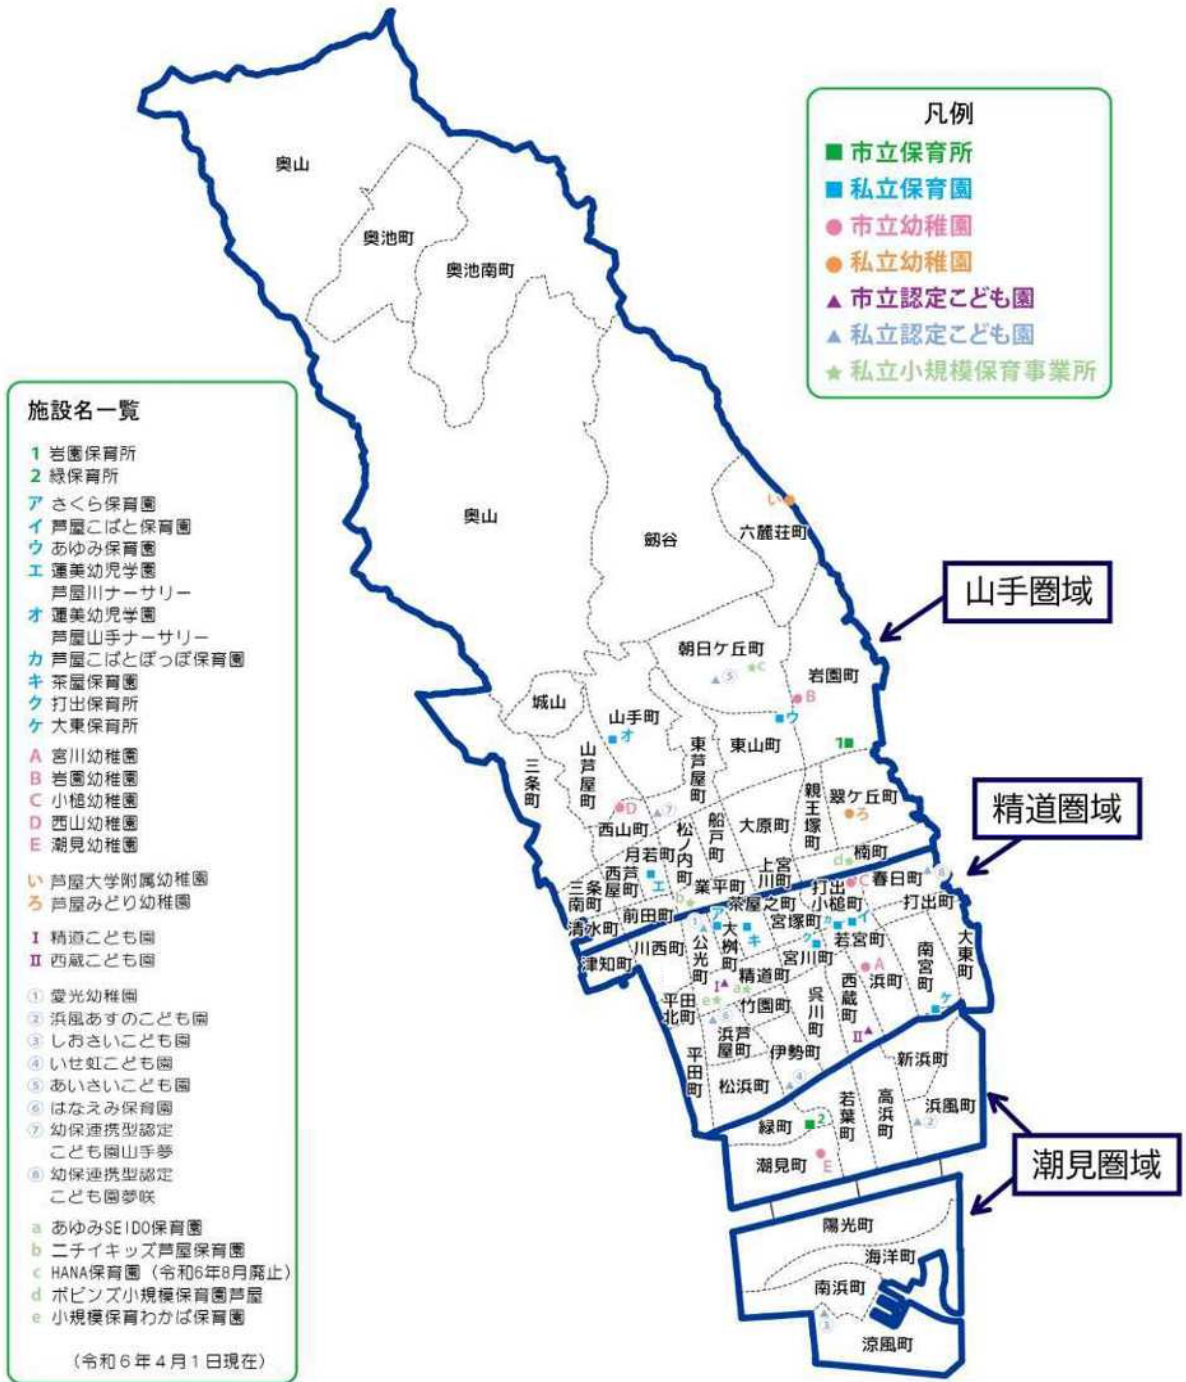 凡例
■ 市立保育所
■ 私立保育園
● 市立幼稚園
● 私立幼稚園
▲ 市立認定こども園
▲ 私立認定こども園
★ 私立小規模保育事業所
施設名一覧
1 岩園保育所
2 緑保育所
ア さくら保育園
イ 芦屋こばと保育園
ウ あゆみ保育園
エ 蓮美幼児学園
芦屋川ナーサリー
オ 蓮美幼児学園
芦屋山手ナーサリー
カ 芦屋こばとぽっぽ保育園
キ 茶屋保育園
ク 打出保育所
ケ 大東保育所
A 宮川幼稚園
B 岩園幼稚園
C 小槌幼稚園
D 西山幼稚園
E 潮見幼稚園
い 芦屋大学附属幼稚園
ろ 芦屋みどり幼稚園
Ⅰ 精道こども園
Ⅱ 西蔵こども園
① 愛光幼稚園
② 浜風あすのこども園
③ しおさいこども園
④ いせ虹こども園
⑤ あいさいこども園
⑥ はなえみ保育園
⑦ 幼保連携型認定
こども園山手夢
⑧ 幼保連携型認定
こども園夢咲
a あゆみSEIDO保育園
b ニチイキッズ芦屋保育園
c HANA保育園（令和6年8月廃止）
d ボビンズ小規模保育園芦屋
e 小規模保育わかば保育園
（令和６年４月１日現在）
奥山
奥池町
奥池南町
奥山
劔谷
い
六麓荘町
山手圏域
朝日ケ丘町
⑤
c
岩園町
B
城山
山手町
オ
ウ
東山町
1
東芦屋町
山芦屋町
三条町
D
⑦
西山町
松ノ内町
船戸町
大原町
親王塚町
翠ケ丘町
ろ
精道圏域
月若町
西芦屋町
エ
三条南町
業平町
上宮川町
d
楠町
b
前田町
清水町
茶屋之町
打出小槌町
C
春日町
⑧
打出町
①
ア
大桝町
キ
宮塚町
カ
イ
川西町
公光町
ク
若宮町
津知町
宮川町
南宮町
大東町
A
浜町
西蔵町
Ⅰ
a
精道町
平田北町
e
竹園町
⑥
呉川町
ケ
浜芦屋町
伊勢町
Ⅱ
平田町
松浜町
④
新浜町
若葉町
高浜町
浜風町
②
緑町
2
潮見町
E
潮見圏域
陽光町
海洋町
南浜町
③
涼風町